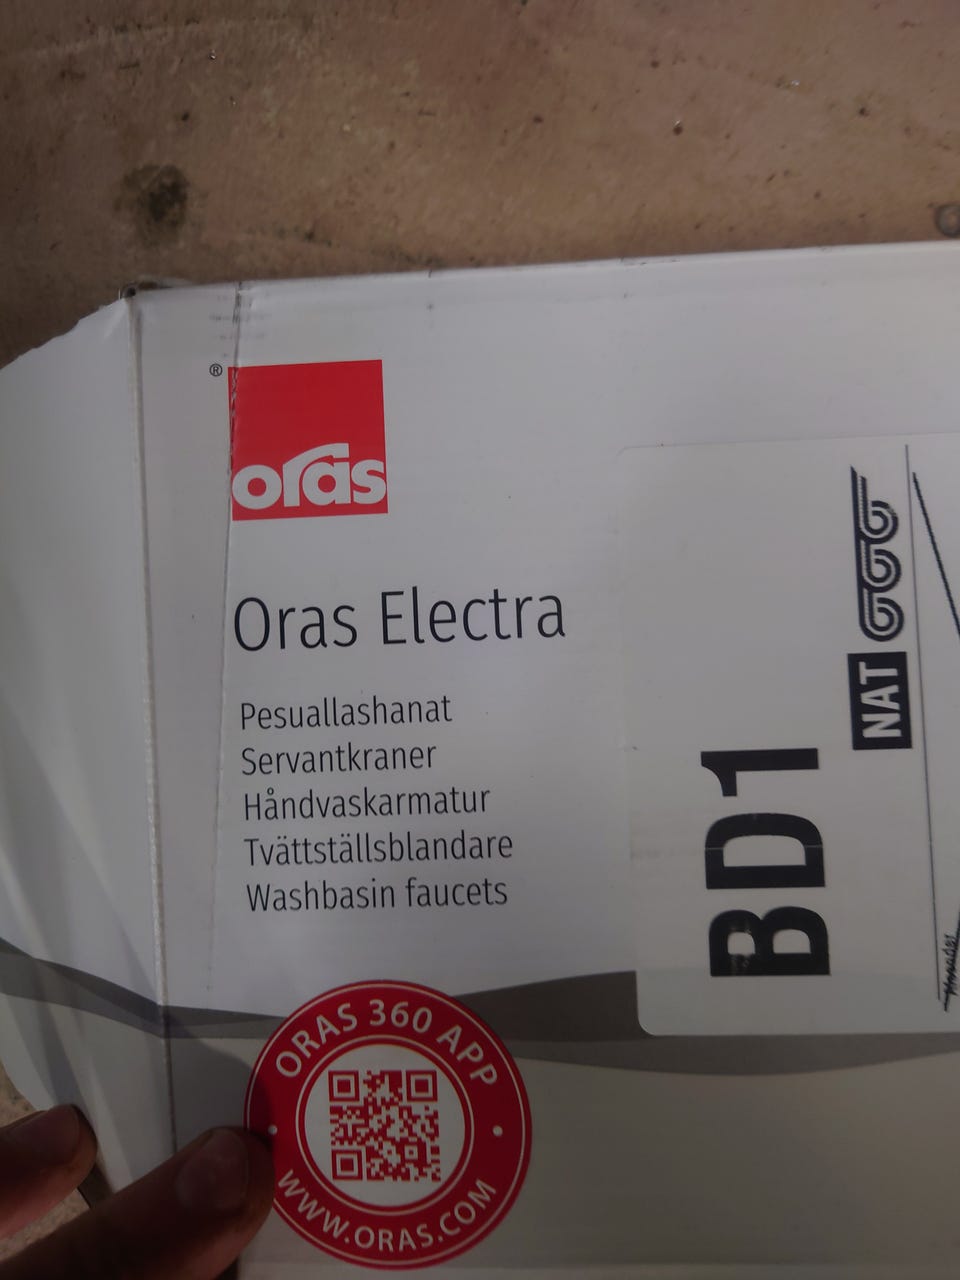 ®
oras
Oras Electra
Pesuallashanat
Servantkraner
Håndvaskarmatur
Tvättställsblandare
Washbasin faucets
ORAS 360 APP
WWW.ORAS.COM
BD1
NAT